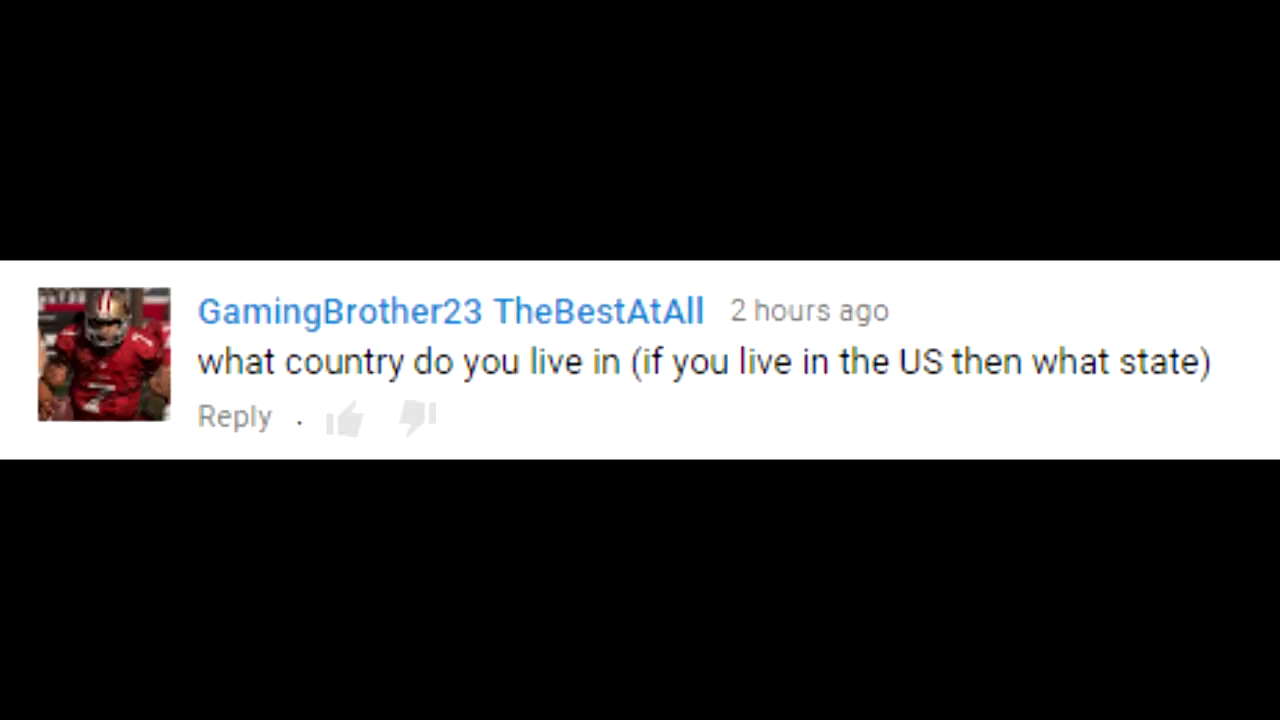 GamingBrother23 TheBestAtAll 2 hours ago
what country do you live in (if you live in the US then what state)
Reply .
7